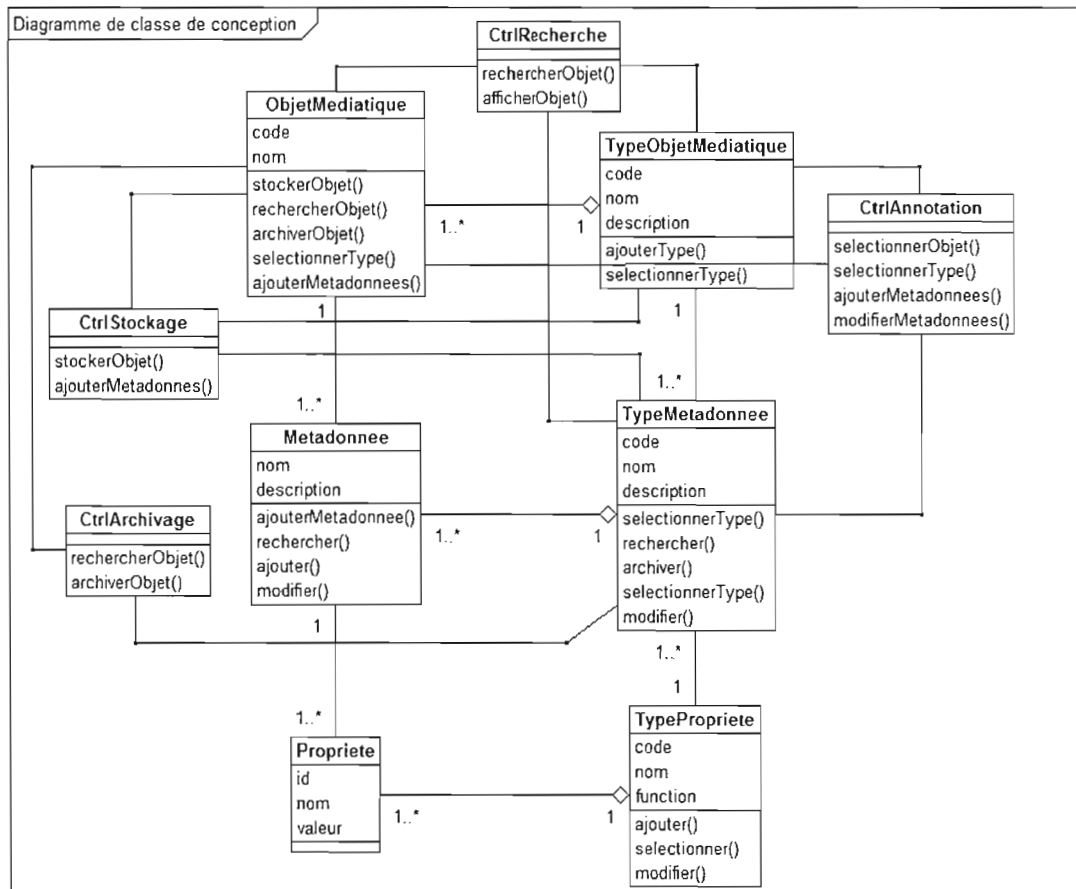 Diagramme de classe de conception
CtrlRecherche
rechercherObjet()
afficherObjet()
ObjetMediatique
code
nom
stockerObjet()
rechercherObjet()
archiverObjet()
selectionnerType()
ajouterMetadonnees()
TypeObjetMediatique
code
nom
description
ajouterType()
selectionnerType()
CtrlAnnotation
selectionnerObjet()
selectionnerType()
ajouterMetadonnees()
modifierMetadonnees()
1..*
1
CtrlStockage
stockerObjet()
ajouterMetadonnes()
1
1..*
1
1..*
Metadonnee
nom
description
ajouterMetadonnee()
rechercher()
ajouter()
modifier()
TypeMetadonnee
code
nom
description
selectionnerType()
rechercher()
archiver()
selectionnerType()
modifier()
1..*
1
CtrlArchivage
rechercherObjet()
archiverObjet()
1
1..*
1..*
1
Propriete
id
nom
valeur
TypePropriete
code
nom
function
ajouter()
selectionner()
modifier()
1..*
1